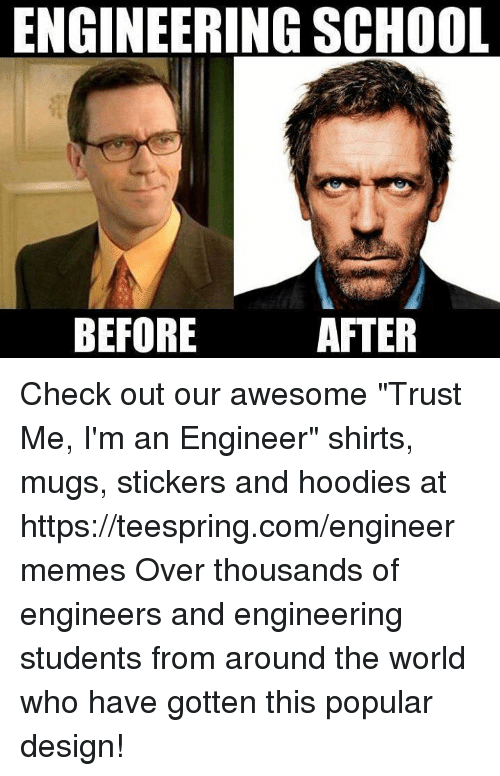 ENGINEERING SCHOOL
BEFORE AFTER
Check out our awesome "Trust
Me, I'm an Engineer" shirts,
mugs, stickers and hoodies at
https://teespring.com/engineer
memes Over thousands of
engineers and engineering
students from around the world
who have gotten this popular
design!